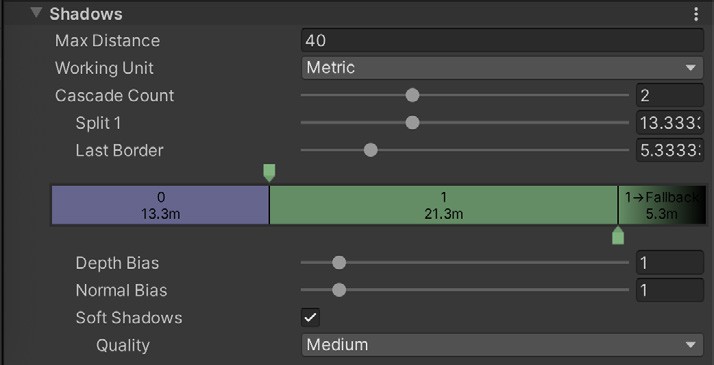 Shadows
Max Distance 40
Working Unit Metric
Cascade Count 2
Split 1 13.3333
Last Border 5.3333
0 1 1→Fallback
13.3m 21.3m 5.3m
Depth Bias 1
Normal Bias 1
Soft Shadows
Quality Medium